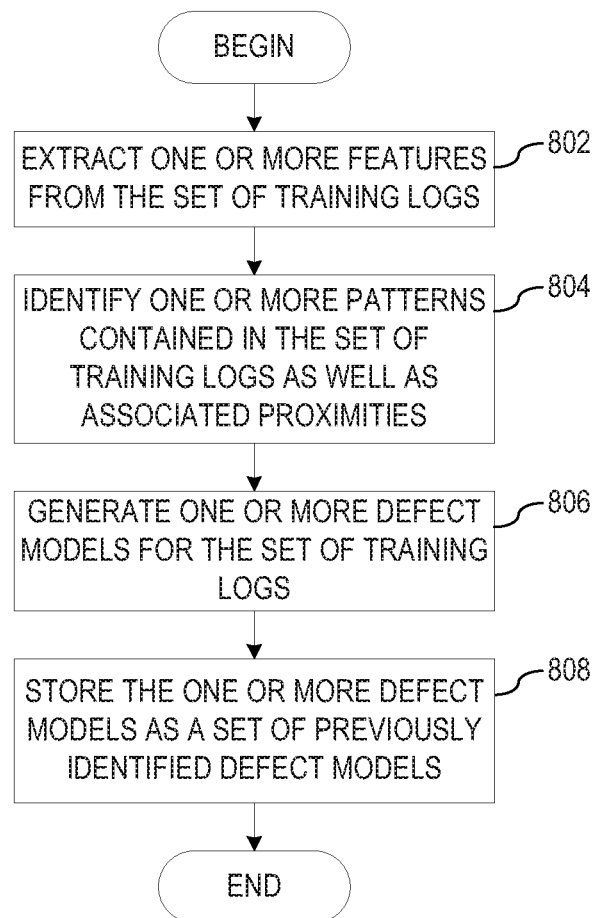 BEGIN
EXTRACT ONE OR MORE FEATURES
FROM THE SET OF TRAINING LOGS
802
IDENTIFY ONE OR MORE PATTERNS
CONTAINED IN THE SET OF
TRAINING LOGS AS WELL AS
ASSOCIATED PROXIMITIES
804
GENERATE ONE OR MORE DEFECT
MODELS FOR THE SET OF TRAINING
LOGS
806
STORE THE ONE OR MORE DEFECT
MODELS AS A SET OF PREVIOUSLY
IDENTIFIED DEFECT MODELS
808
END